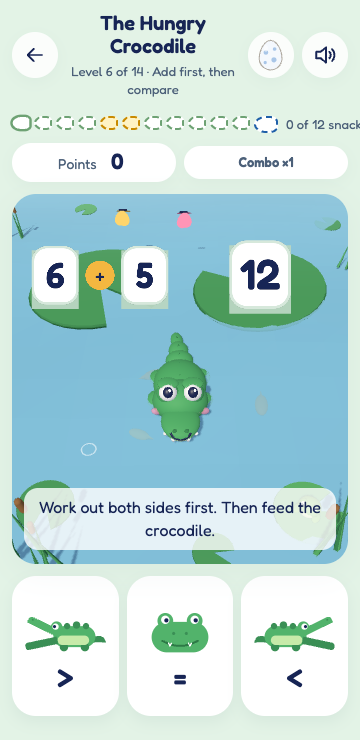 The Hungry
Crocodile
Level 6 of 14 · Add first, then
compare
0 of 12 snack
Points 0
Combo ×1
6 + 5
12
Work out both sides first. Then feed the
crocodile.
> = <